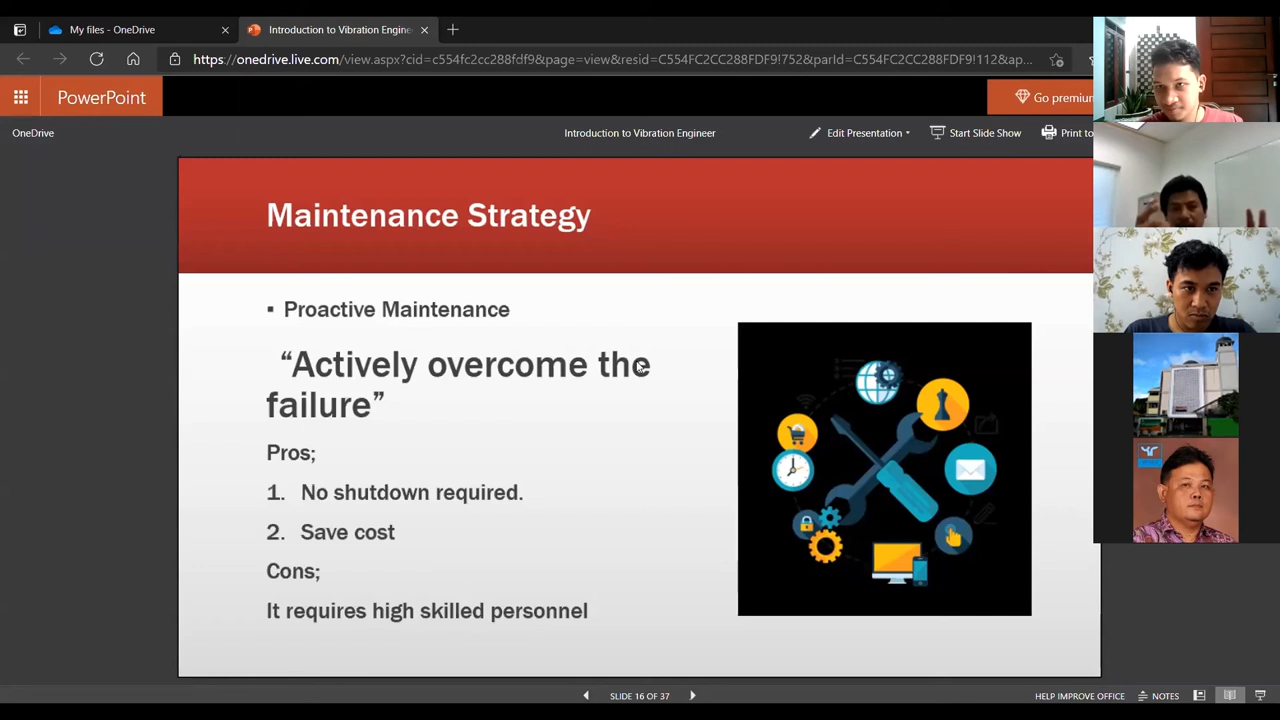 My files - OneDrive
Introduction to Vibration Engine
https://onedrive.live.com/view.aspx?cid=c554fc2cc288fdf9&page=view&resid=C554FC2CC288FDF9!752&parId=C554FC2CC288FDF9!112&ap...
PowerPoint
Go premium
OneDrive
Introduction to Vibration Engineer
Edit Presentation
Start Slide Show
Print to
Maintenance Strategy
▪ Proactive Maintenance
“Actively overcome the
failure”
Pros;
1. No shutdown required.
2. Save cost
Cons;
It requires high skilled personnel
SLIDE 16 OF 37
HELP IMPROVE OFFICE
NOTES